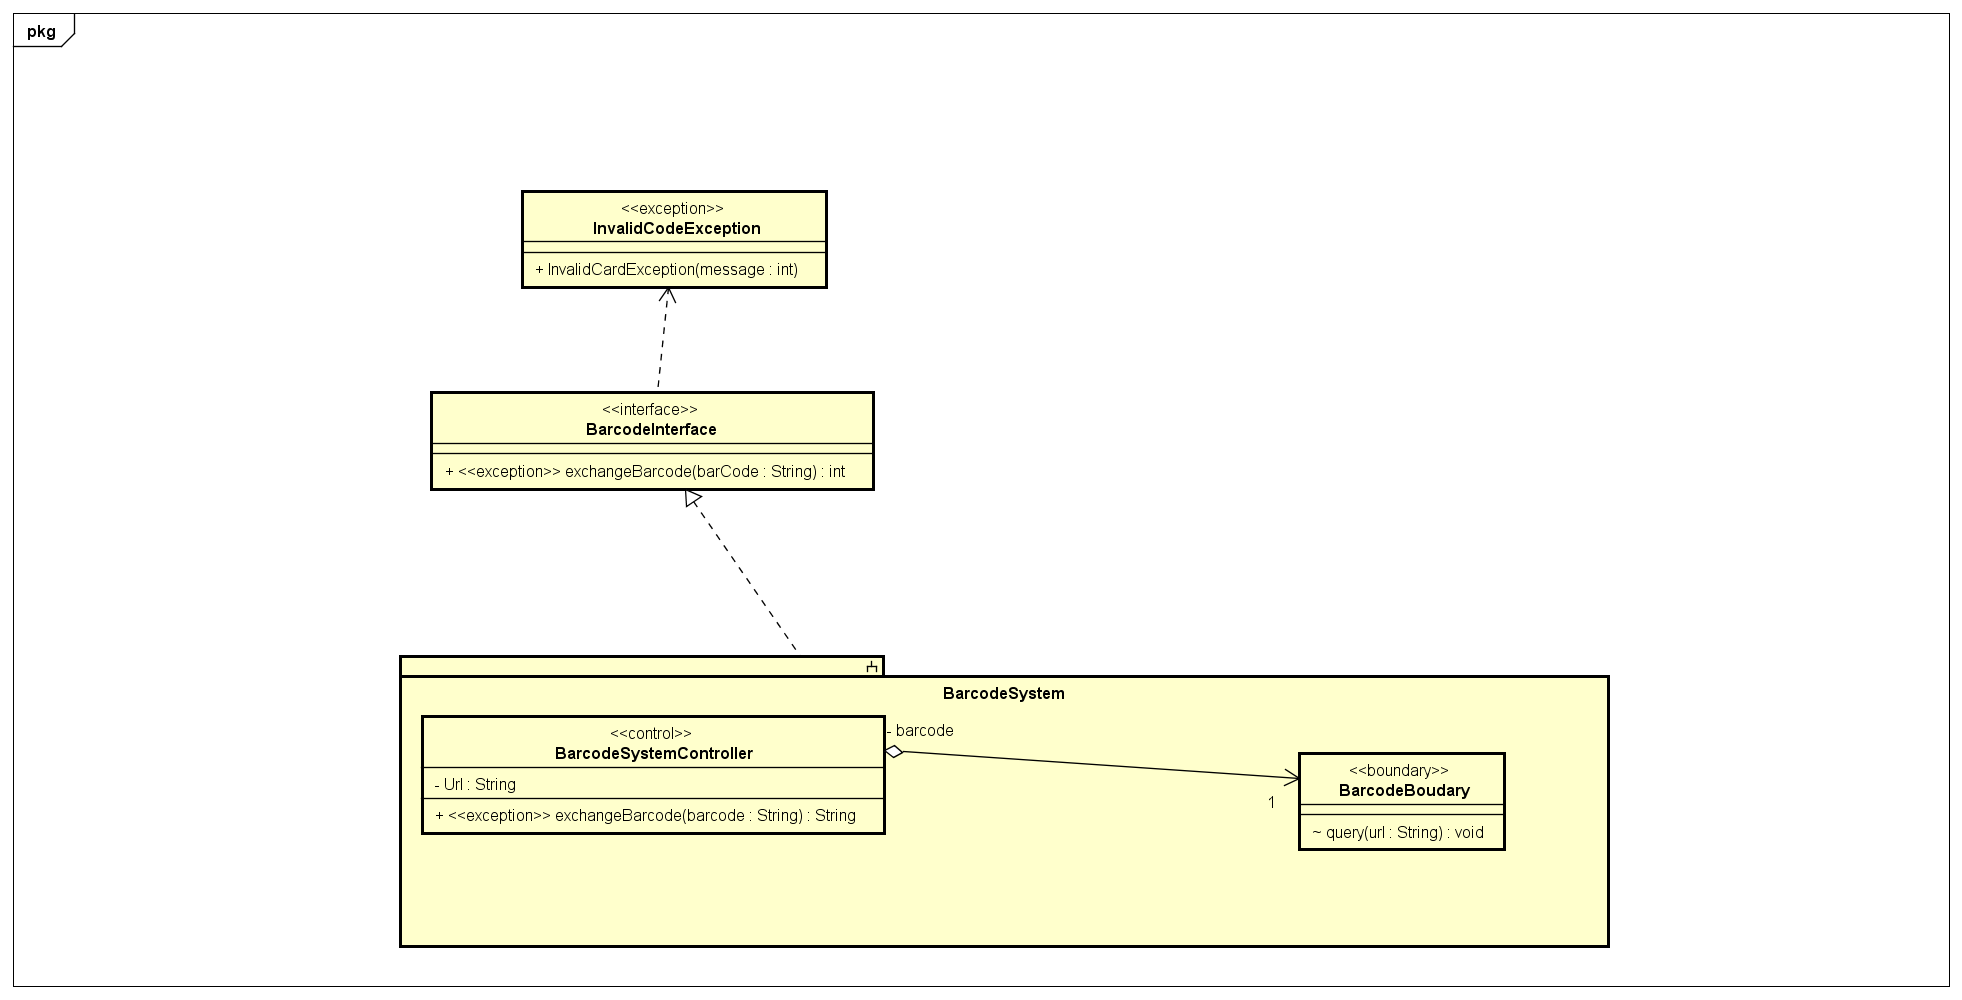 pkg
<<exception>>
InvalidCodeException
+ InvalidCardException(message : int)
<<interface>>
BarcodeInterface
+ <<exception>> exchangeBarcode(barCode : String) : int
BarcodeSystem
<<control>>
BarcodeSystemController
- Url : String
+ <<exception>> exchangeBarcode(barcode : String) : String
- barcode
1
<<boundary>>
BarcodeBoudary
~ query(url : String) : void